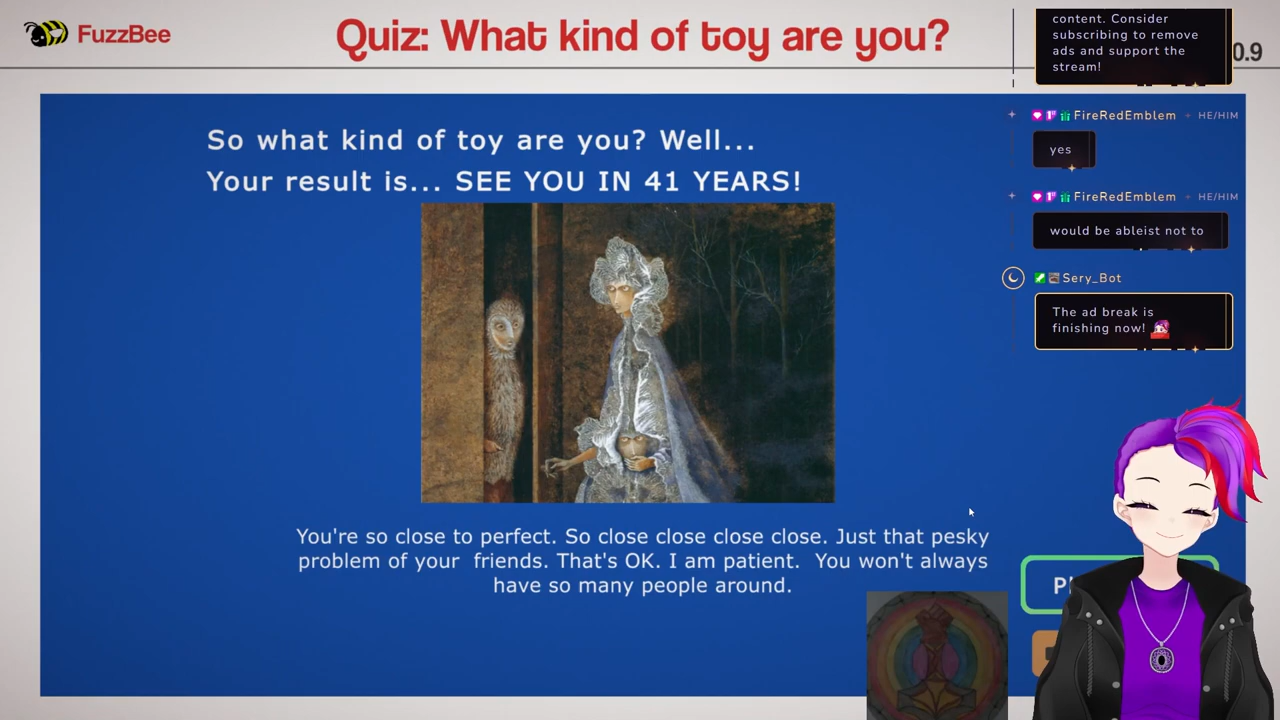 FuzzBee
Quiz: What kind of toy are you?
0.9
So what kind of toy are you? Well...
Your result is... SEE YOU IN 41 YEARS!
You're so close to perfect. So close close close close. Just that pesky
problem of your friends. That's OK. I am patient. You won't always
have so many people around.
content. Consider
subscribing to remove
ads and support the
stream!
FireRedEmblem HE/HIM
yes
FireRedEmblem HE/HIM
would be ableist not to
Sery_Bot
The ad break is
finishing now!